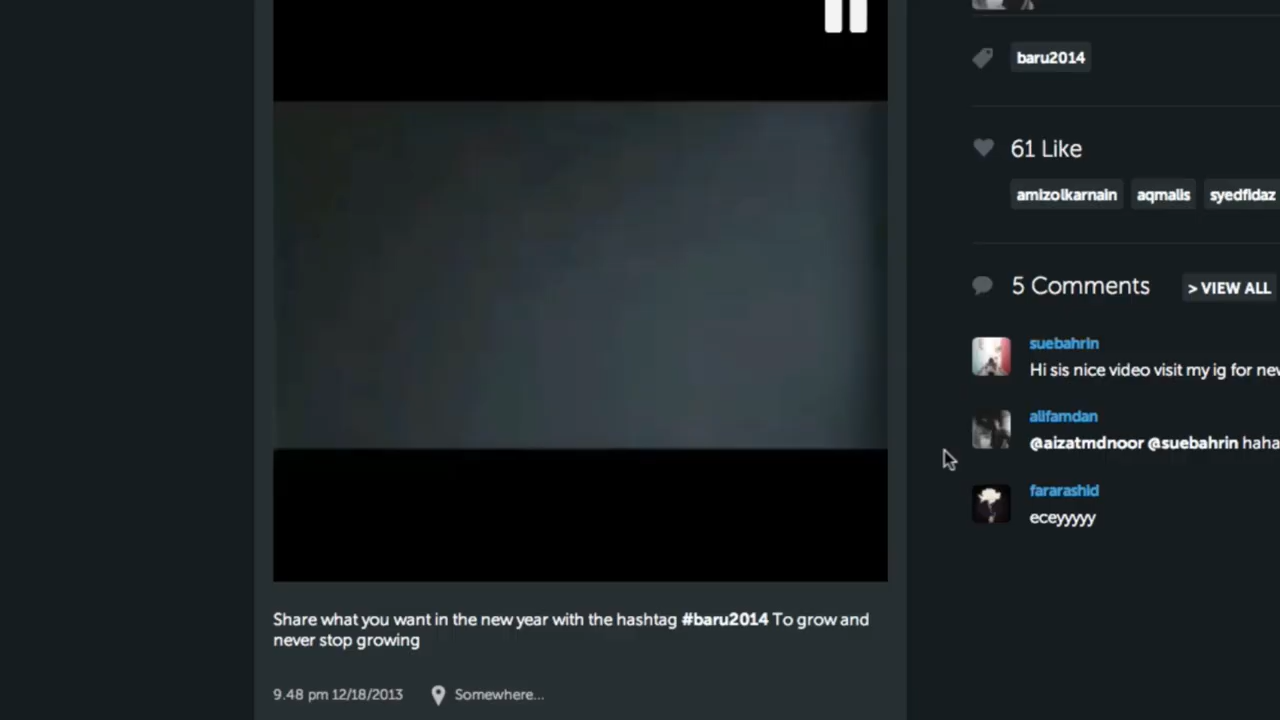 baru2014
61 Like
amizolkarnain aqmalis syedfidaz
5 Comments > VIEW ALL
suebahrin
Hi sis nice video visit my ig for
alifamdan
@aizatmdnoor @suebahrin haha
fararashid
eceyyyyy
Share what you want in the new year with the hashtag #baru2014 To grow and
never stop growing
9.48 pm 12/18/2013 Somewhere...